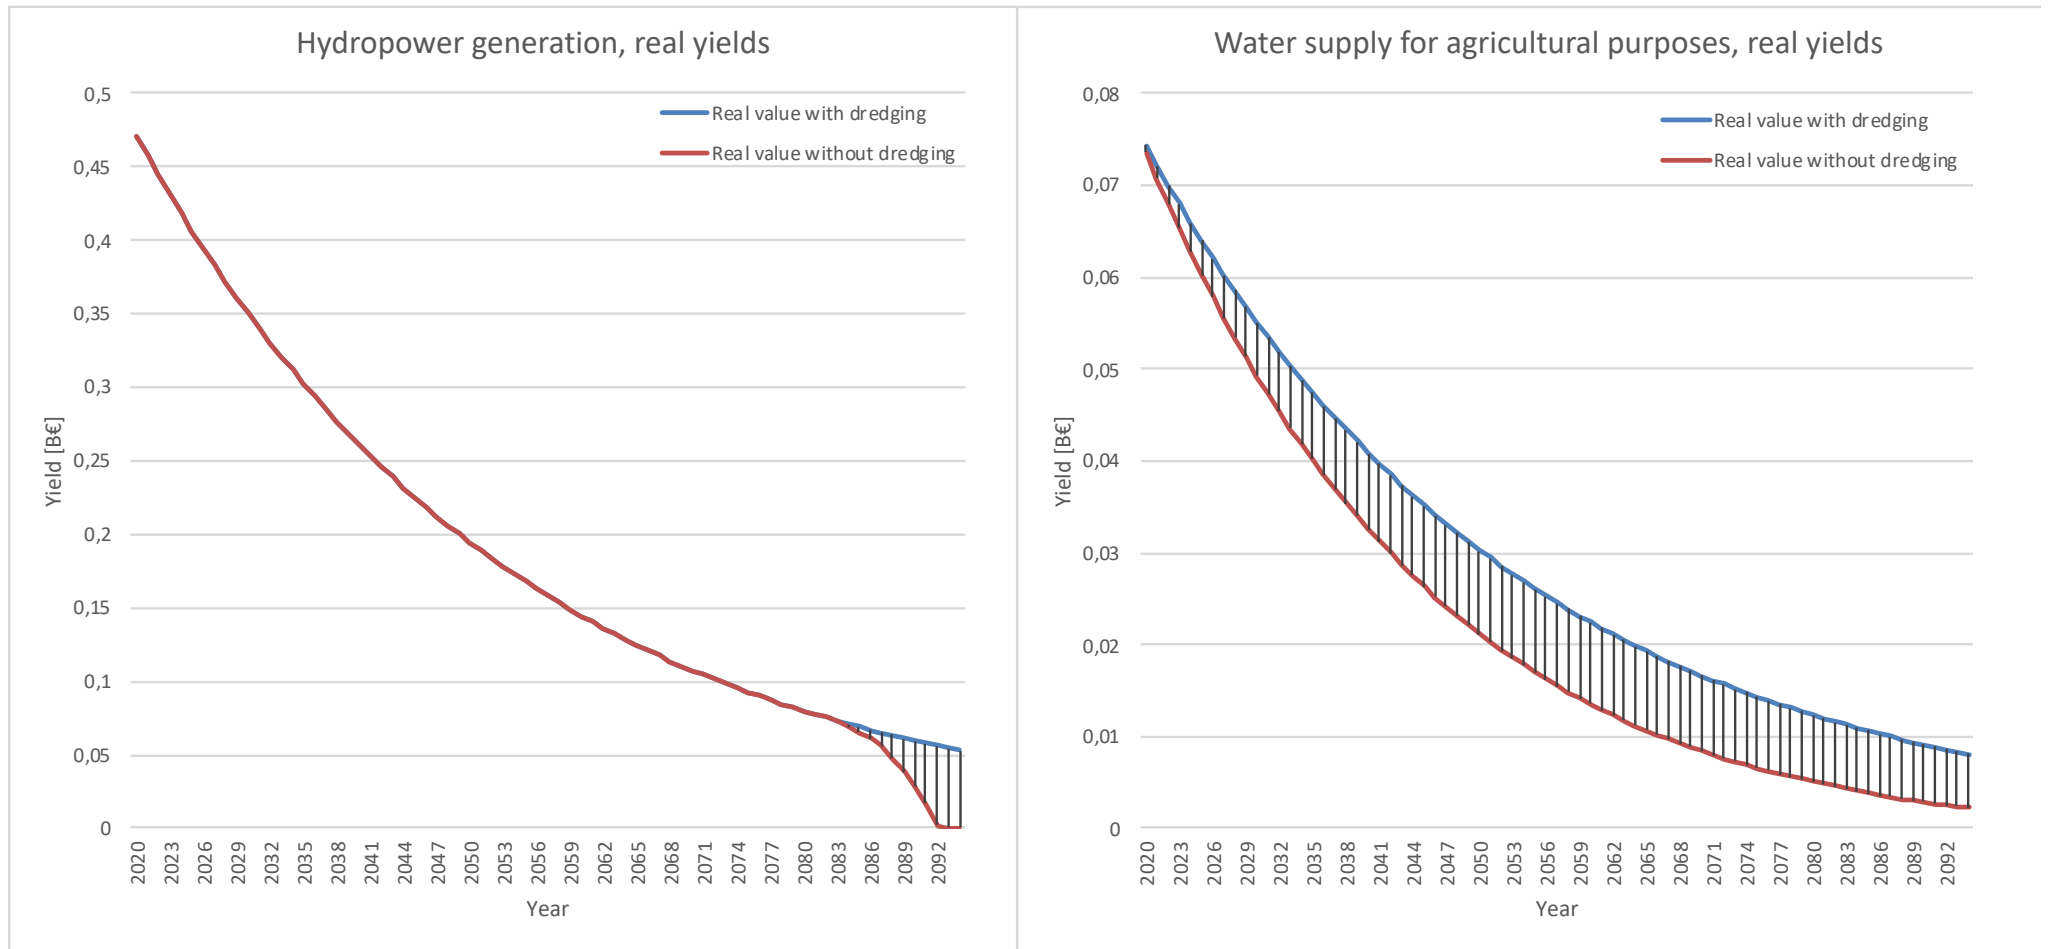 Hydropower generation, real yields
0,5
0,45
0,4
0,35
0,3
0,25
0,2
0,15
0,1
0,05
0
Yield [B€]
Real value with dredging
Real value without dredging
2020 2023 2026 2029 2032 2035 2038 2041 2044 2047 2050 2053 2056 2059 2062 2065 2068 2071 2074 2077 2080 2083 2086 2089 2092
Year
Water supply for agricultural purposes, real yields
0,08
0,07
0,06
0,05
0,04
0,03
0,02
0,01
0
Yield [B€]
Real value with dredging
Real value without dredging
2020 2023 2026 2029 2032 2035 2038 2041 2044 2047 2050 2053 2056 2059 2062 2065 2068 2071 2074 2077 2080 2083 2086 2089 2092
Year